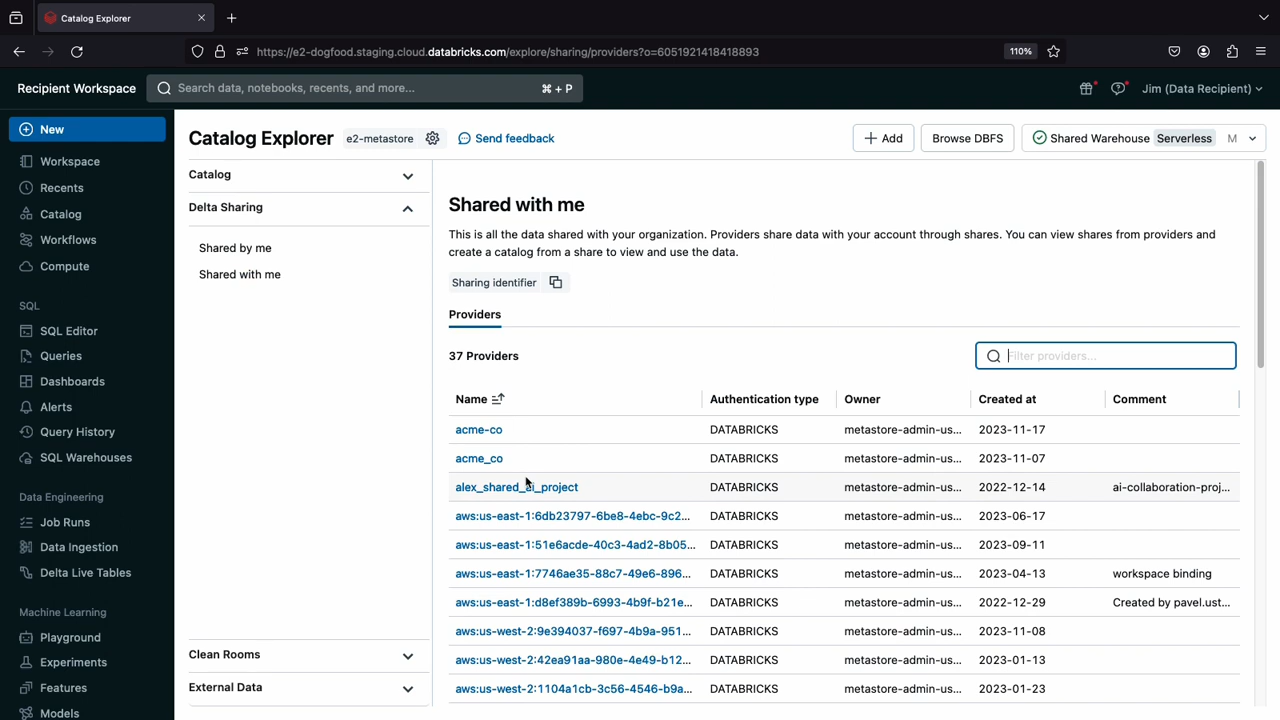 Catalog Explorer
https://e2-dogfood.staging.cloud.databricks.com/explore/sharing/providers?o=6051921418418893
110%
Recipient Workspace
Search data, notebooks, recents, and more...
⌘ + P
Jim (Data Recipient)
New
Workspace
Recents
Catalog
Workflows
Compute
SQL
SQL Editor
Queries
Dashboards
Alerts
Query History
SQL Warehouses
Data Engineering
Job Runs
Data Ingestion
Delta Live Tables
Machine Learning
Playground
Experiments
Features
Models
Catalog Explorer
e2-metastore
Send feedback
Add
Browse DBFS
Shared Warehouse Serverless M
Catalog
Delta Sharing
Shared by me
Shared with me
Clean Rooms
External Data
Shared with me
This is all the data shared with your organization. Providers share data with your account through shares. You can view shares from providers and
create a catalog from a share to view and use the data.
Sharing identifier
Providers
37 Providers
Filter providers...
Name Authentication type Owner Created at Comment
acme-co DATABRICKS metastore-admin-us... 2023-11-17
acme_co DATABRICKS metastore-admin-us... 2023-11-07
alex_shared_ai_project DATABRICKS metastore-admin-us... 2022-12-14 ai-collaboration-proj...
aws:us-east-1:6db23797-6be8-4ebc-9c2... DATABRICKS metastore-admin-us... 2023-06-17
aws:us-east-1:51e6acde-40c3-4ad2-8b05... DATABRICKS metastore-admin-us... 2023-09-11
aws:us-east-1:7746ae35-88c7-49e6-896... DATABRICKS metastore-admin-us... 2023-04-13 workspace binding
aws:us-east-1:d8ef389b-6993-4b9f-b21e... DATABRICKS metastore-admin-us... 2022-12-29 Created by pavel.ust...
aws:us-west-2:9e394037-f697-4b9a-951... DATABRICKS metastore-admin-us... 2023-11-08
aws:us-west-2:42ea91aa-980e-4e49-b12... DATABRICKS metastore-admin-us... 2023-01-13
aws:us-west-2:1104a1cb-3c56-4546-b9a... DATABRICKS metastore-admin-us... 2023-01-23